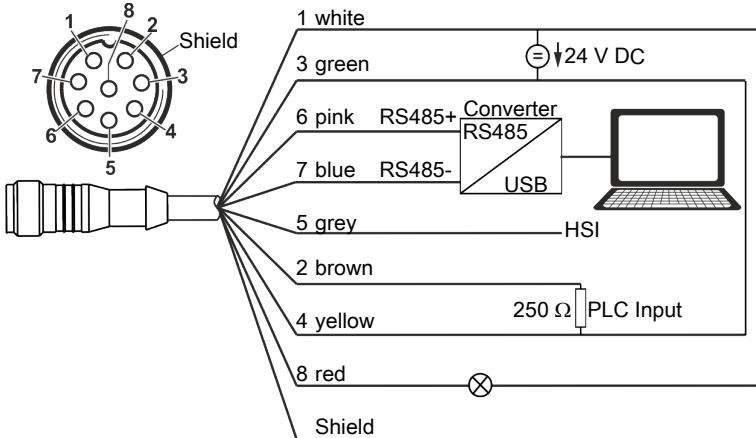 8
1 2
Shield
7 3
6 4
5
1 white
24 V DC
3 green
6 pink RS485+ Converter
RS485
USB
7 blue RS485-
5 grey HSI
2 brown
250 Ω PLC Input
4 yellow
8 red
Shield